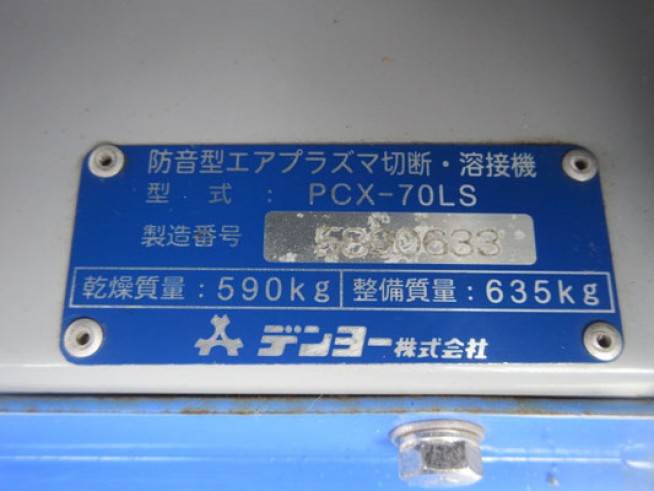 防音型エアプラズマ切断・溶接機
型 式 : PCX-70LS
製造番号
乾燥質量:590kg 整備質量:635kg
デンヨー株式会社